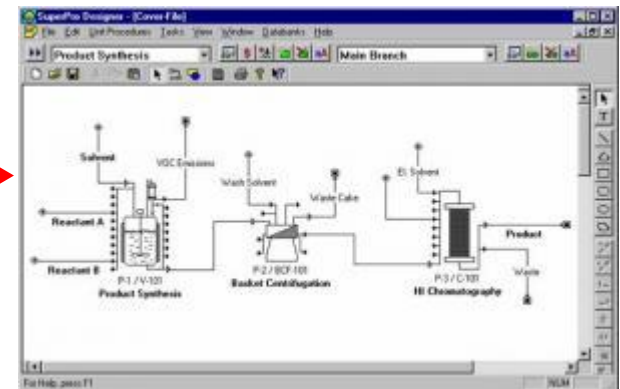 SuperPro Designer - [Cover-File]
File Edit Unit Procedures Tasks View Window Databanks Help
Product Synthesis
Main Branch
Solvent
VOC Emissions
Wash Solvent
Waste Cake
El. Solvent
Reactant A
Product
Reactant B
Waste
P-1 / V-101
Product Synthesis
P-2 / BCF-101
Basket Centrifugation
P-3 / C-101
HI Chromatography
For Help, press F1
NUM